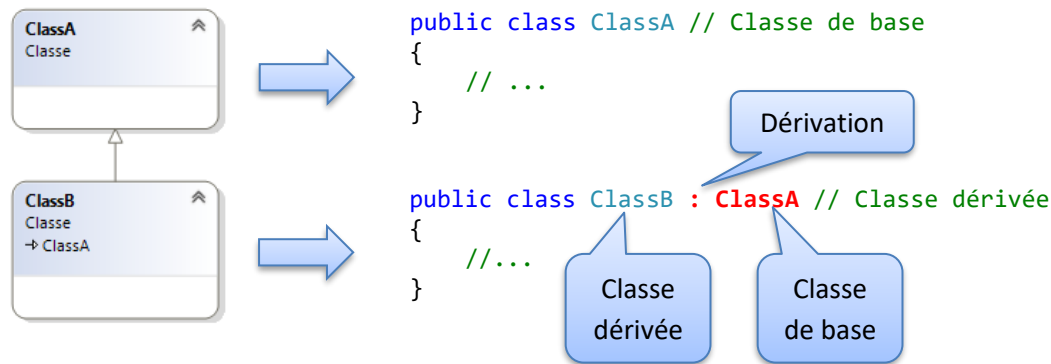 ClassA
Classe
public class ClassA // Classe de base
{
// ...
}
Dérivation
ClassB
Classe
ClassA
public class ClassB : ClassA // Classe dérivée
{
//...
}
Classe
dérivée
Classe
de base